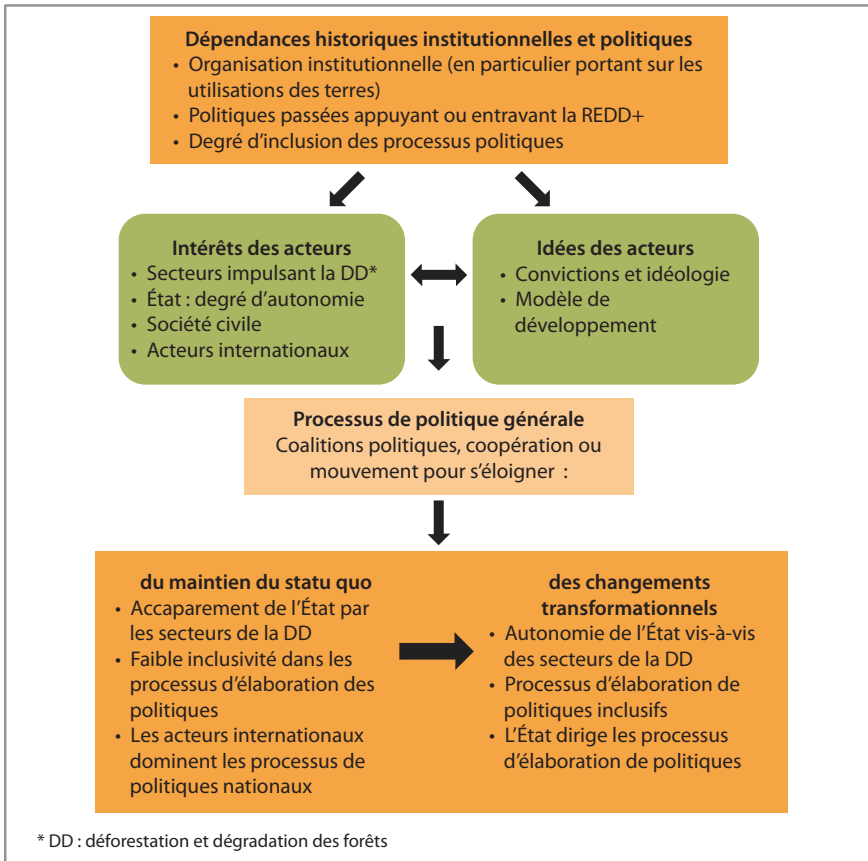 Dépendances historiques institutionnelles et politiques
• Organisation institutionnelle (en particulier portant sur les
utilisations des terres)
• Politiques passées appuyant ou entravant la REDD+
• Degré d’inclusion des processus politiques
Intérêts des acteurs
• Secteurs impulsant la DD*
• État : degré d’autonomie
• Société civile
• Acteurs internationaux
Idées des acteurs
• Convictions et idéologie
• Modèle de
développement
Processus de politique générale
Coalitions politiques, coopération ou
mouvement pour s’éloigner :
du maintien du statu quo
• Accaparement de l’État par
les secteurs de la DD
• Faible inclusivité dans les
processus d’élaboration des
politiques
• Les acteurs internationaux
dominent les processus de
politiques nationaux
des changements
transformationnels
• Autonomie de l’État vis-à-vis
des secteurs de la DD
• Processus d’élaboration de
politiques inclusifs
• L’État dirige les processus
d’élaboration de politiques
* DD : déforestation et dégradation des forêts